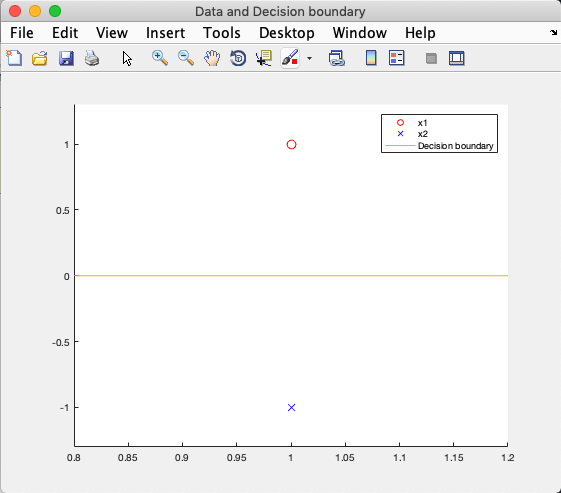 Data and Decision boundary
File Edit View Insert Tools Desktop Window Help
x1
x2
Decision boundary
1
0.5
0
-0.5
-1
0.8 0.85 0.9 0.95 1 1.05 1.1 1.15 1.2